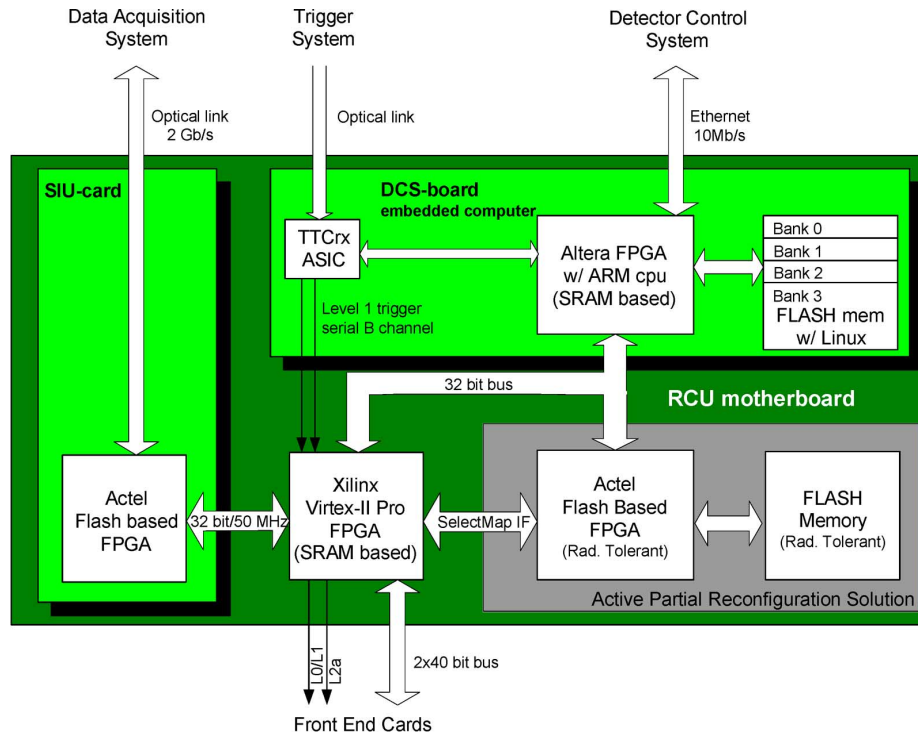 Data Acquisition
System
Trigger
System
Detector Control
System
Optical link
2 Gb/s
Optical link
Ethernet
10Mb/s
SIU-card
DCS-board
embedded computer
TTCrx
ASIC
Altera FPGA
w/ ARM cpu
(SRAM based)
Bank 0
Bank 1
Bank 2
Bank 3
FLASH mem
w/ Linux
Level 1 trigger
serial B channel
32 bit bus
RCU motherboard
Actel
Flash based
FPGA
32 bit/50 MHz
Xilinx
Virtex-II Pro
FPGA
(SRAM based)
SelectMap IF
Actel
Flash Based
FPGA
(Rad. Tolerant)
FLASH
Memory
(Rad. Tolerant)
Active Partial Reconfiguration Solution
L0/L1
L2a
2x40 bit bus
Front End Cards